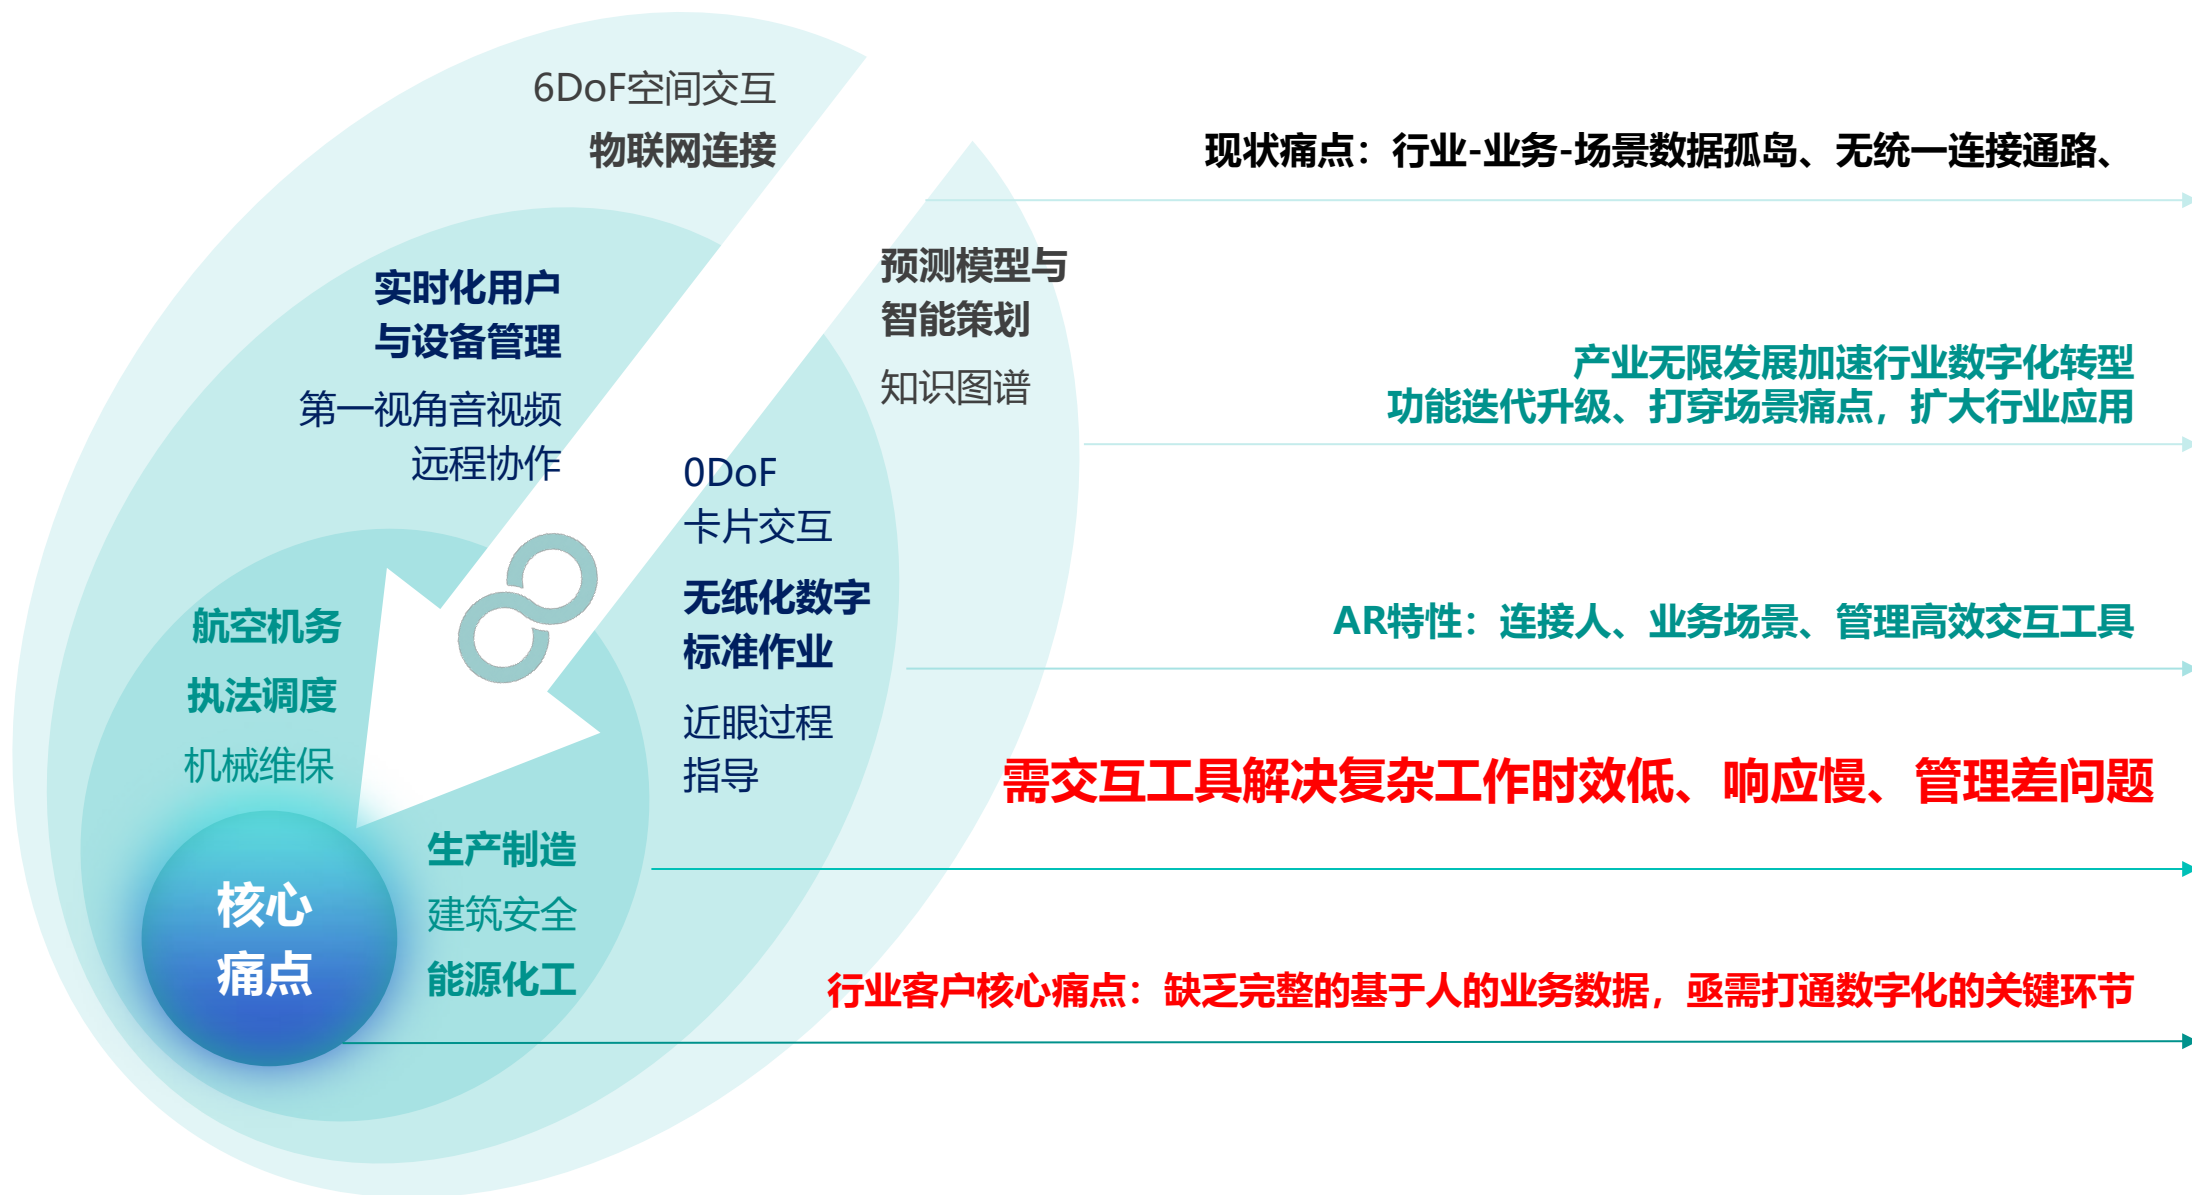 6DoF空间交互
物联网连接
实时化用户
与设备管理
第一视角音视频
远程协作
预测模型与
智能策划
知识图谱
0DoF
卡片交互
无纸化数字
标准作业
近眼过程
指导
航空机务
执法调度
机械维保
生产制造
建筑安全
能源化工
核心
痛点
现状痛点：行业-业务-场景数据孤岛、无统一连接通路、
产业无限发展加速行业数字化转型
功能迭代升级、打穿场景痛点，扩大行业应用
AR特性：连接人、业务场景、管理高效交互工具
需交互工具解决复杂工作时效低、响应慢、管理差问题
行业客户核心痛点：缺乏完整的基于人的业务数据，亟需打通数字化的关键环节